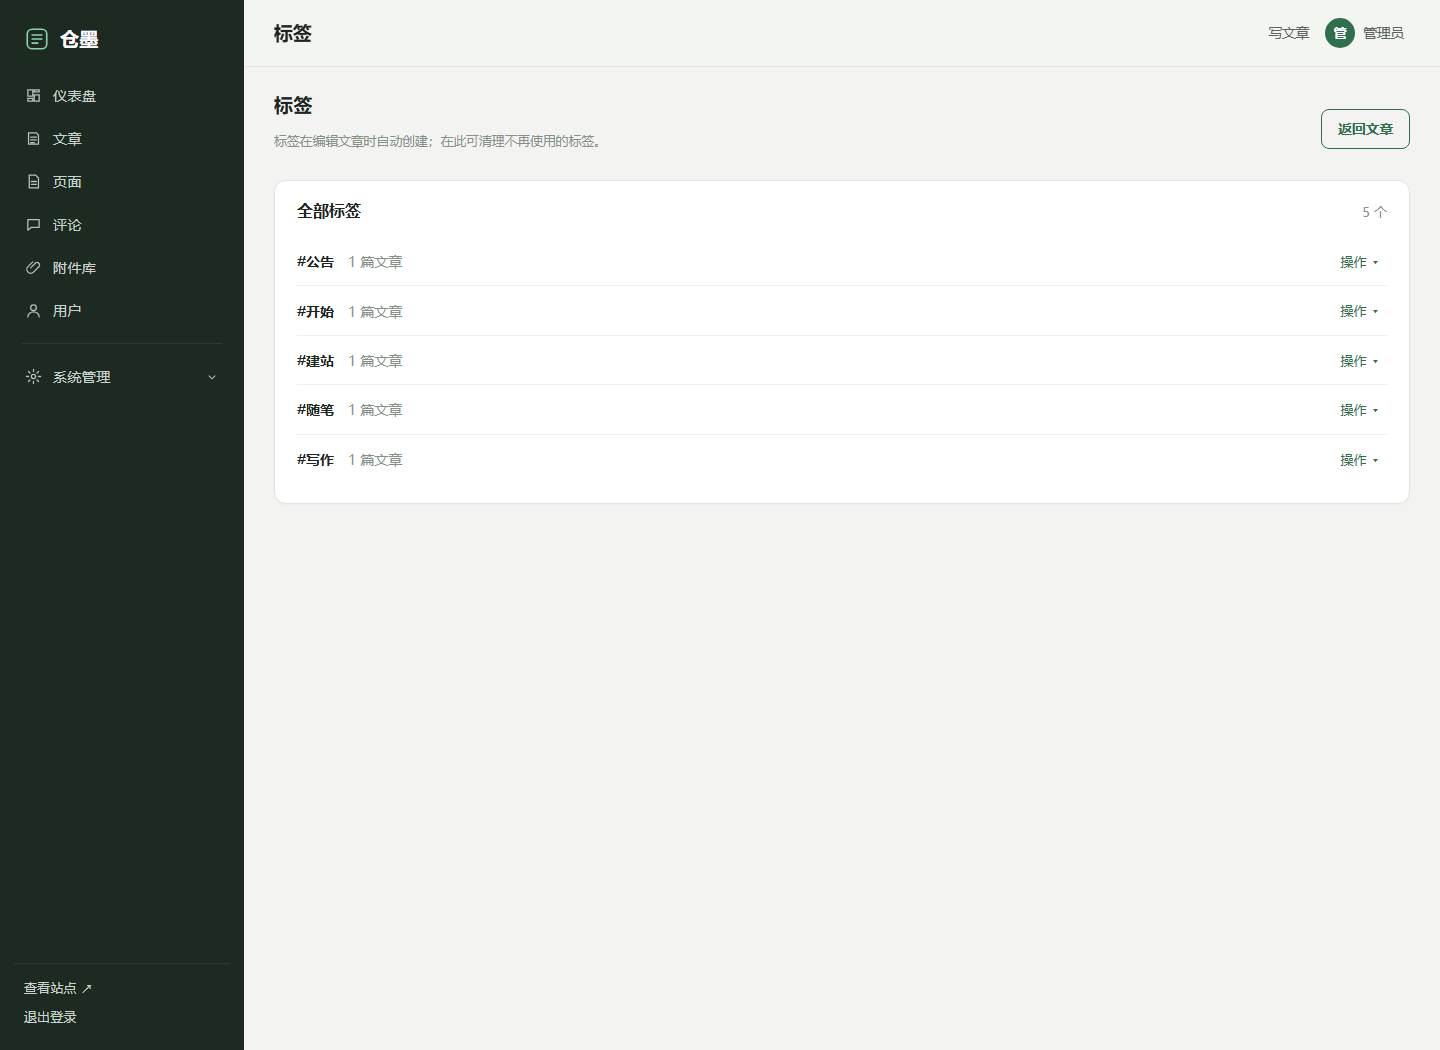 仓墨
仪表盘
文章
页面
评论
附件库
用户
系统管理
查看站点 ↗
退出登录
标签
写文章 管 管理员
标签
标签在编辑文章时自动创建；在此可清理不再使用的标签。
返回文章
全部标签 5 个
#公告 1 篇文章 操作
#开始 1 篇文章 操作
#建站 1 篇文章 操作
#随笔 1 篇文章 操作
#写作 1 篇文章 操作